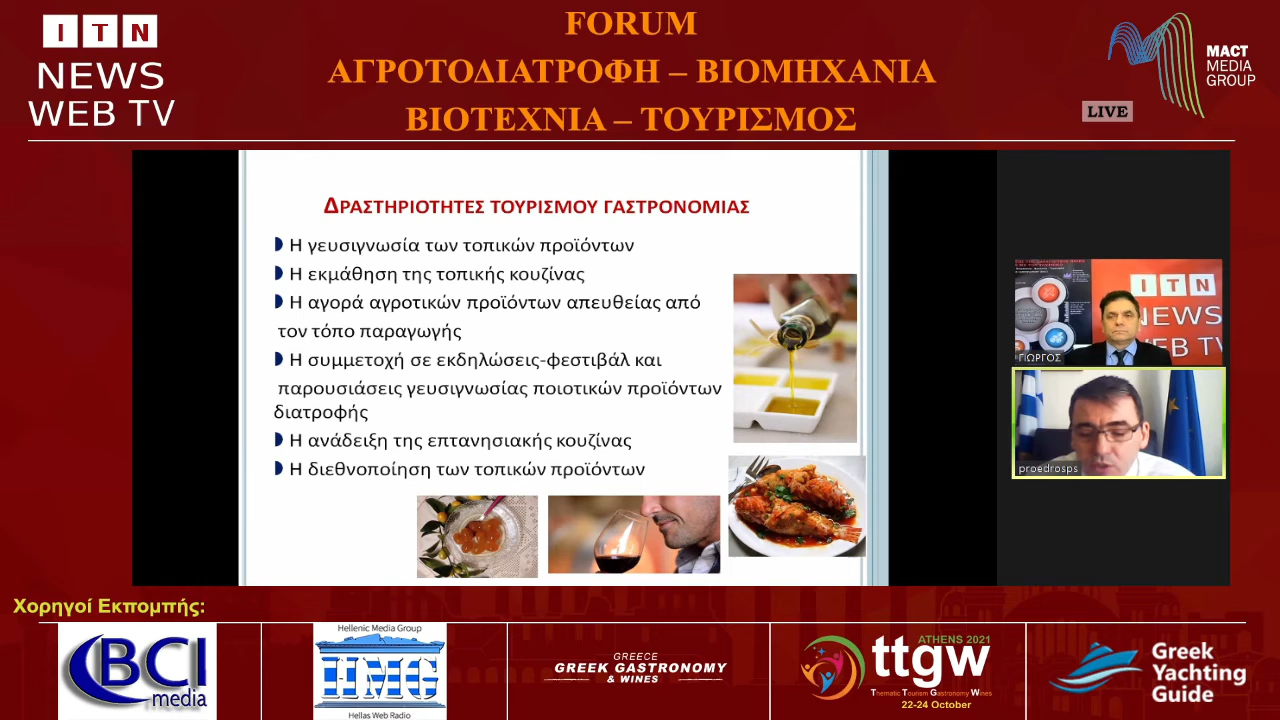 ITN
NEWS
WEB TV
FORUM
ΑΓΡΟΤΟΔΙΑΤΡΟΦΗ – ΒΙΟΜΗΧΑΝΙΑ
ΒΙΟΤΕΧΝΙΑ – ΤΟΥΡΙΣΜΟΣ
MACT
MEDIA
GROUP
LIVE
ΔΡΑΣΤΗΡΙΟΤΗΤΕΣ ΤΟΥΡΙΣΜΟΥ ΓΑΣΤΡΟΝΟΜΙΑΣ
Η γευσιγνωσία των τοπικών προϊόντων
Η εκμάθηση της τοπικής κουζίνας
Η αγορά αγροτικών προϊόντων απευθείας από
τον τόπο παραγωγής
Η συμμετοχή σε εκδηλώσεις-φεστιβάλ και
παρουσιάσεις γευσιγνωσίας ποιοτικών προϊόντων
διατροφής
Η ανάδειξη της επτανησιακής κουζίνας
Η διεθνοποίηση των τοπικών προϊόντων
ITN
NEWS
WEB TV
ΓΙΩΡΓΟΣ
proedrosps
Χορηγοί Εκπομπής:
BCI
media
Hellenic Media Group
HMG
Hellas Web Radio
GREECE
GREEK GASTRONOMY
& WINES
ATHENS 2021
ttgw
Thematic Tourism Gastronomy Wines
22-24 October
Greek
Yachting
Guide